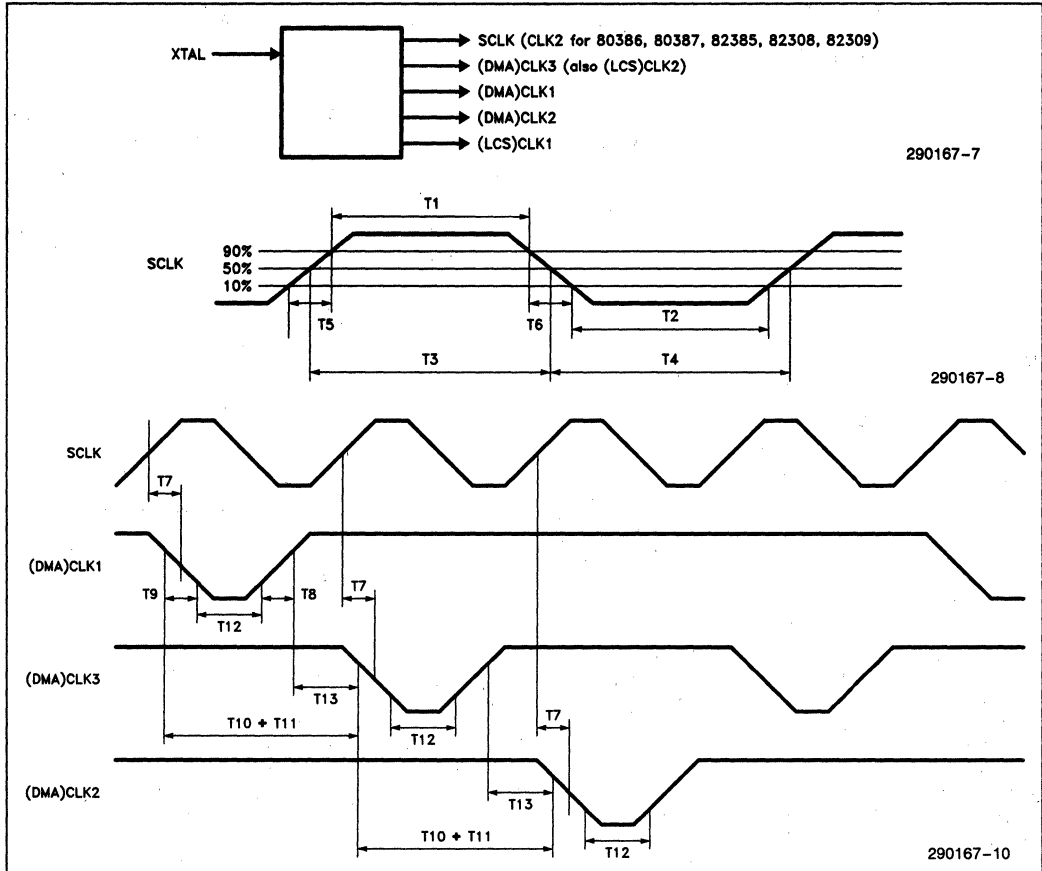 XTAL
SCLK (CLK2 for 80386, 80387, 82385, 82308, 82309)
(DMA)CLK3 (also (LCS)CLK2)
(DMA)CLK1
(DMA)CLK2
(LCS)CLK1
290167-7
T1
SCLK
90%
50%
10%
T5
T6
T2
T3
T4
290167-8
SCLK
T7
(DMA)CLK1
T9
T12
T8
T7
(DMA)CLK3
T13
T12
T10 + T11
T7
(DMA)CLK2
T13
T12
T10 + T11
290167-10